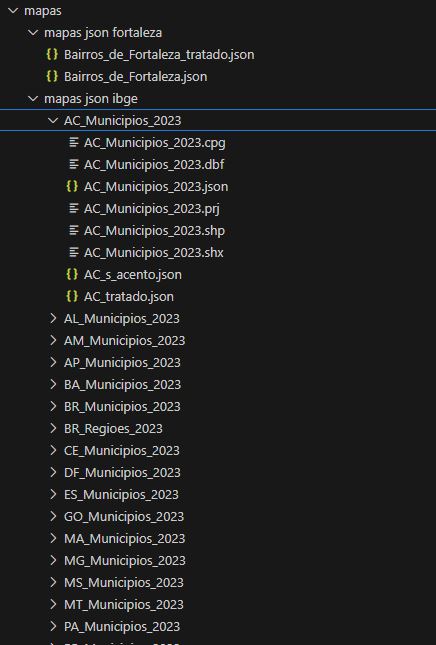 mapas
mapas json fortaleza
Bairros_de_Fortaleza_tratado.json
Bairros_de_Fortaleza.json
mapas json ibge
AC_Municipios_2023
AC_Municipios_2023.cpg
AC_Municipios_2023.dbf
AC_Municipios_2023.json
AC_Municipios_2023.prj
AC_Municipios_2023.shp
AC_Municipios_2023.shx
AC_s_acento.json
AC_tratado.json
AL_Municipios_2023
AM_Municipios_2023
AP_Municipios_2023
BA_Municipios_2023
BR_Municipios_2023
BR_Regioes_2023
CE_Municipios_2023
DF_Municipios_2023
ES_Municipios_2023
GO_Municipios_2023
MA_Municipios_2023
MG_Municipios_2023
MS_Municipios_2023
MT_Municipios_2023
PA_Municipios_2023